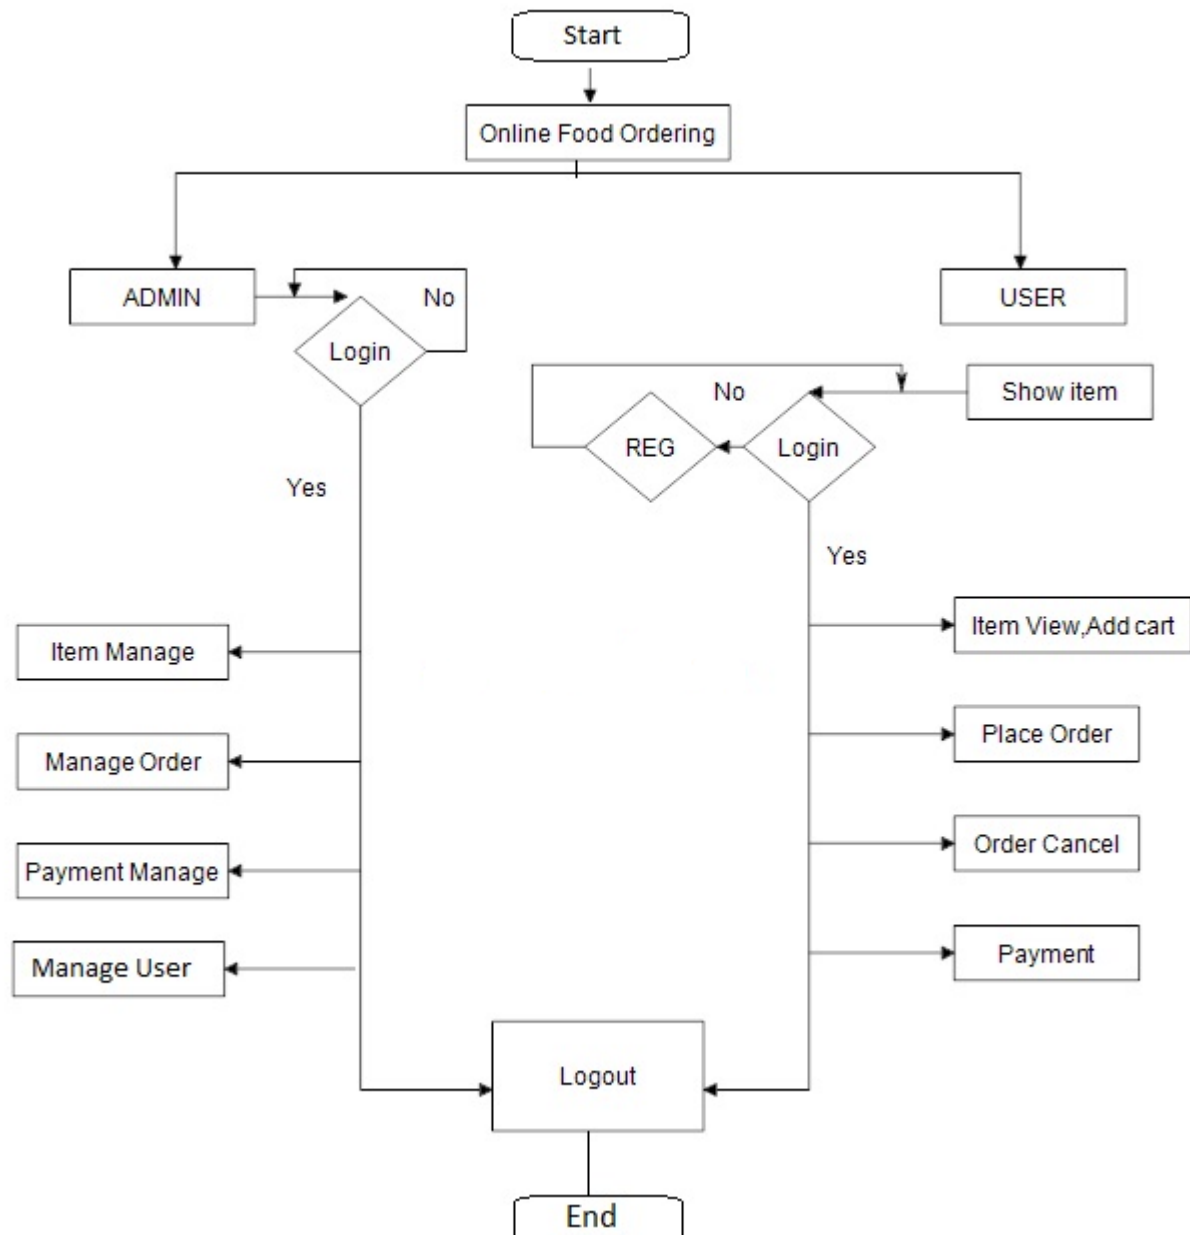 Start
Online Food Ordering
ADMIN
No
USER
Login
No
Show item
REG
Login
Yes
Yes
Item View,Add cart
Item Manage
Place Order
Manage Order
Order Cancel
Payment Manage
Payment
Manage User
Logout
End